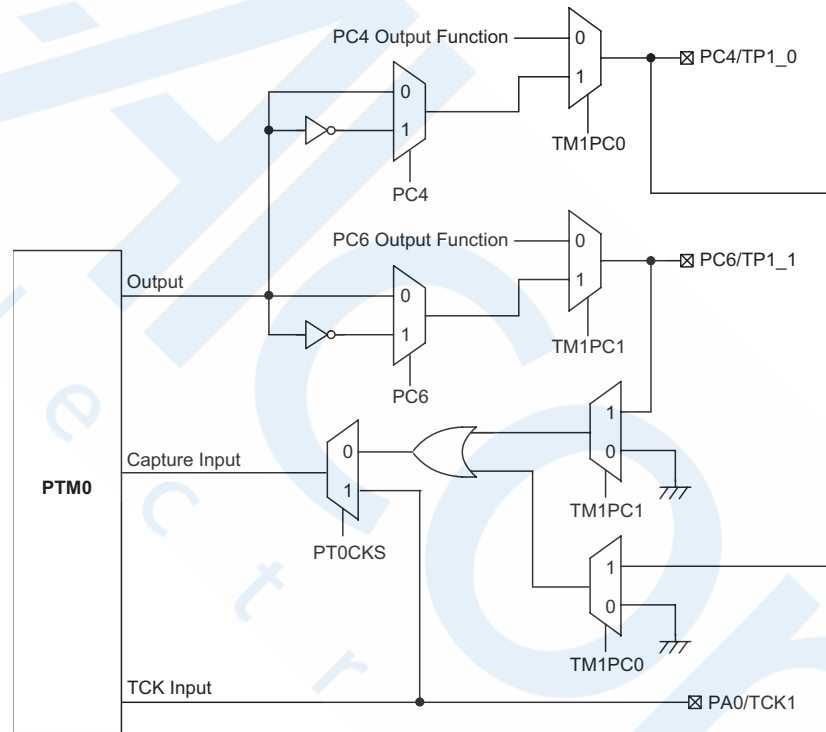 PC4 Output Function
0
1
TM1PC0
PC4/TP1_0
0
1
PC4
PC6 Output Function
0
1
TM1PC1
PC6/TP1_1
Output
0
1
PC6
PTM0
Capture Input
0
1
PT0CKS
1
0
TM1PC1
1
0
TM1PC0
TCK Input
PA0/TCK1